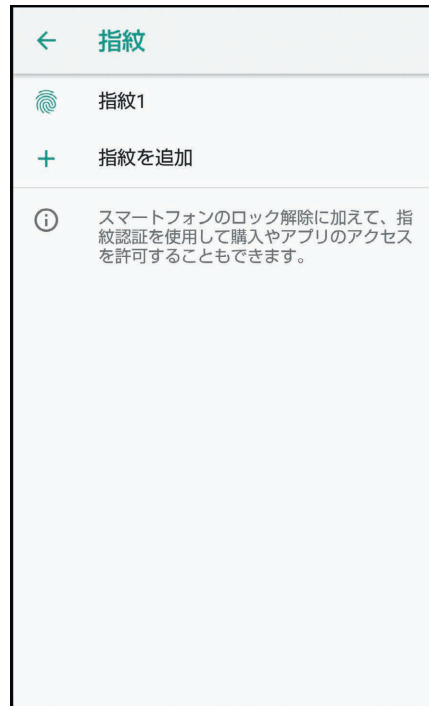 指紋
指紋1
指紋を追加
スマートフォンのロック解除に加えて、指
紋認証を使用して購入やアプリのアクセス
を許可することもできます。